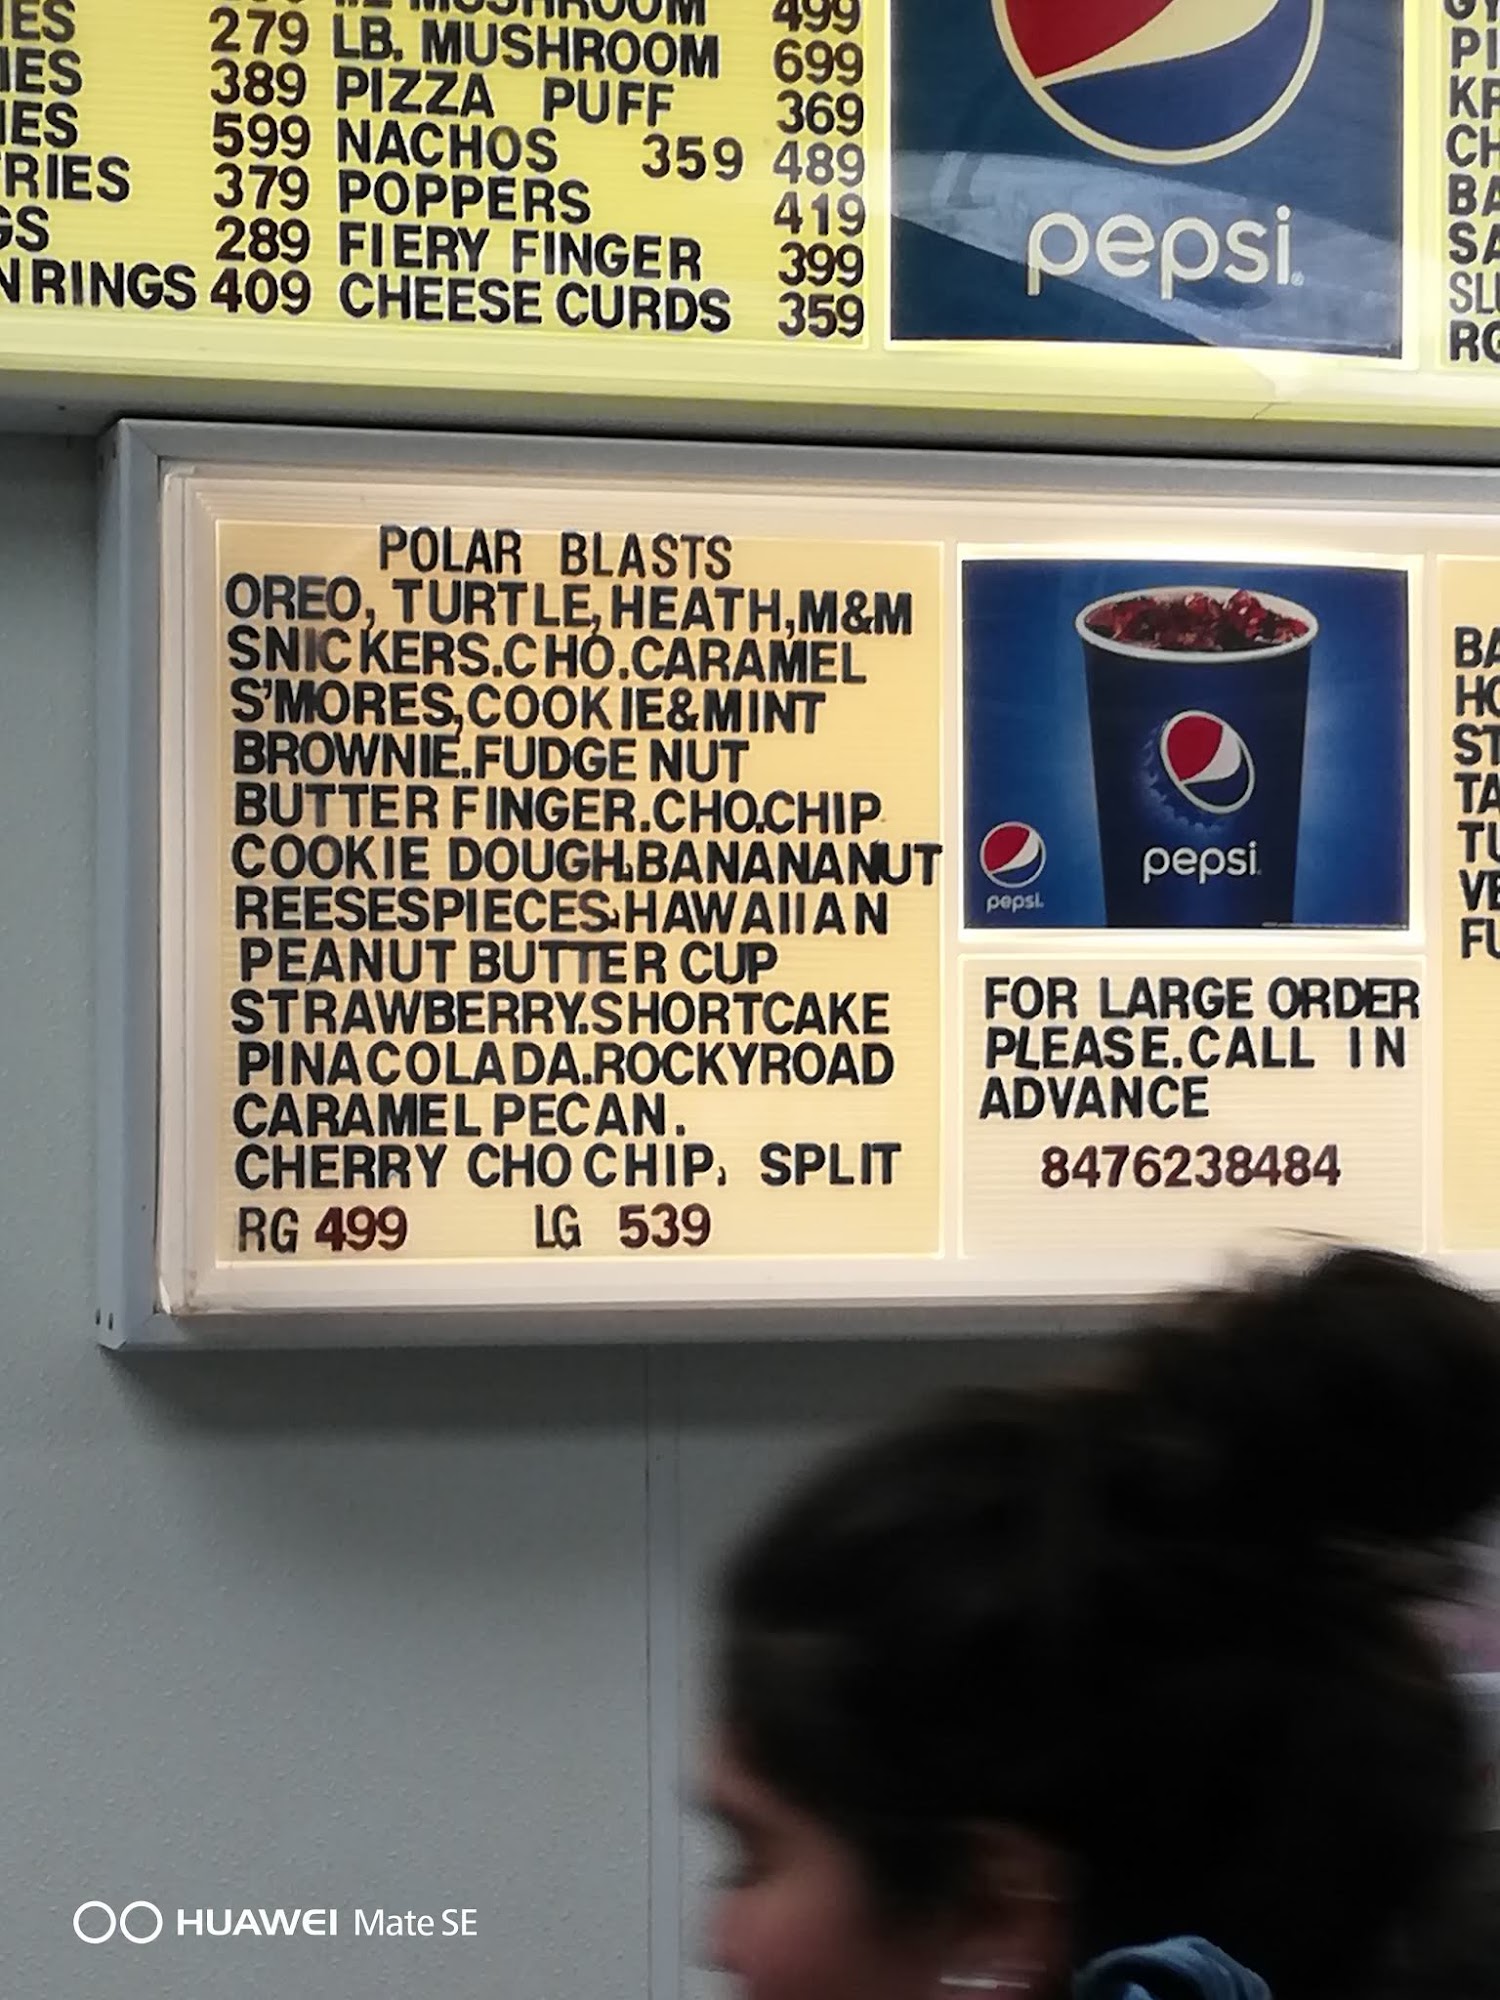 MUSHROOM 499
279 LB. MUSHROOM 699
389 PIZZA PUFF 369
599 NACHOS 359 489
379 POPPERS 419
289 FIERY FINGER 399
RINGS 409 CHEESE CURDS 359
pepsi
POLAR BLASTS
OREO, TURTLE, HEATH, M&M
SNICKERS.CHO.CARAMEL
S'MORES, COOKIE&MINT
BROWNIE.FUDGE NUT
BUTTER FINGER.CHO.CHIP.
COOKIE DOUGH.BANANANUT
REESESPIECES.HAWAIIAN
PEANUT BUTTER CUP
STRAWBERRY.SHORTCAKE
PINACOLADA.ROCKYROAD
CARAMEL PECAN.
CHERRY CHO CHIP, SPLIT
RG 499 LG 539
pepsi
pepsi
FOR LARGE ORDER
PLEASE.CALL IN
ADVANCE
8476238484
HUAWEI Mate SE